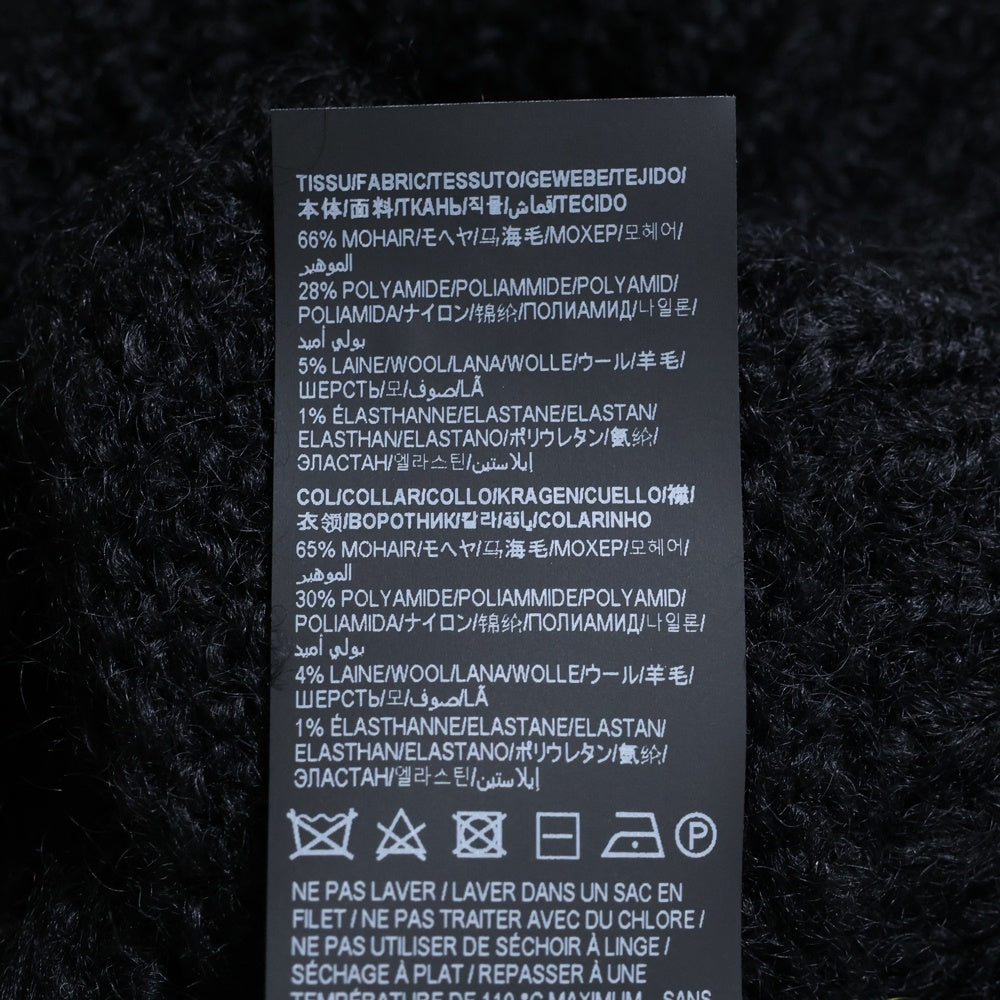 TISSU/FABRIC/TESSUTO/GEWEBE/TEJIDO/
本体/面料/ТКАНЬ/직물/قماش/TECIDO
66% MOHAIR/モヘヤ/马海毛/МОХЕР/모헤어/
الموهير
28% POLYAMIDE/POLIAMMIDE/POLYAMID/
POLIAMIDA/ナイロン/锦纶/ПОЛИАМИД/나일론/
بولي أميد
5% LAINE/WOOL/LANA/WOLLE/ウール/羊毛/
ШЕРСТЬ/모/صوف/LÃ
1% ÉLASTHANNE/ELASTANE/ELASTAN/
ELASTHAN/ELASTANO/ポリウレタン/氨纶/
ЭЛАСТАН/엘라스틴/إيلاستين
COL/COLLAR/COLLO/KRAGEN/CUELLO/襟/
衣领/ВОРОТНИК/칼라/ياقة/COLARINHO
65% MOHAIR/モヘヤ/马海毛/МОХЕР/모헤어/
الموهير
30% POLYAMIDE/POLIAMMIDE/POLYAMID/
POLIAMIDA/ナイロン/锦纶/ПОЛИАМИД/나일론/
بولي أميد
4% LAINE/WOOL/LANA/WOLLE/ウール/羊毛/
ШЕРСТЬ/모/صوف/LÃ
1% ÉLASTHANNE/ELASTANE/ELASTAN/
ELASTHAN/ELASTANO/ポリウレタン/氨纶/
ЭЛАСТАН/엘라스틴/إيلاستين
P
NE PAS LAVER / LAVER DANS UN SAC EN
FILET / NE PAS TRAITER AVEC DU CHLORE /
NE PAS UTILISER DE SÉCHOIR À LINGE /
SÉCHAGE À PLAT / REPASSER À UNE
TEMPÉRATURE DE 110 °C MAXIMUM, SANS